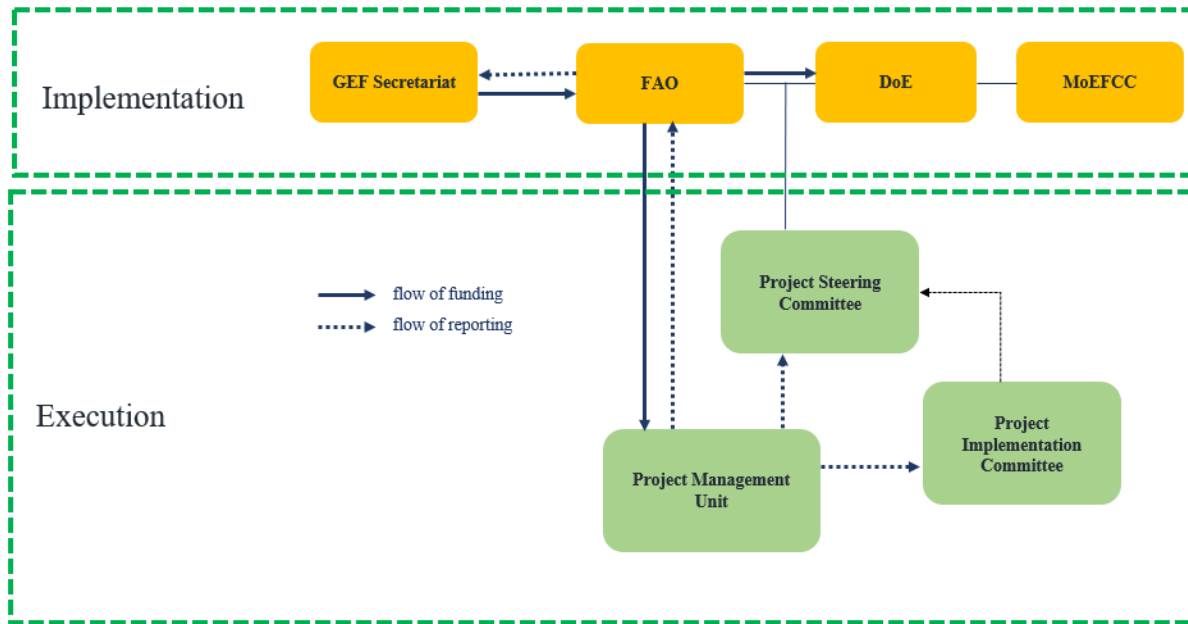 GEF Secretariat
FAO
DoE
MoEFCC
Implementation
Project Steering
Committee
flow of funding
flow of reporting
Execution
Project
Implementation
Committee
Project Management
Unit